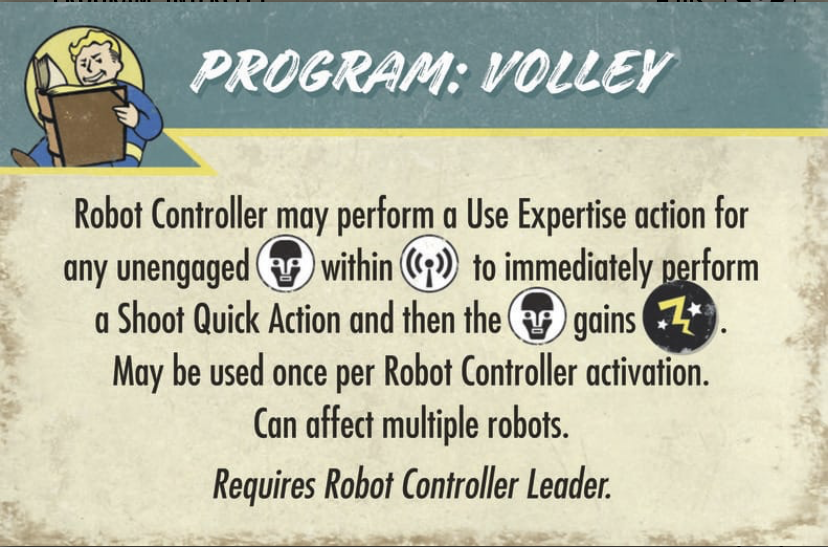 PROGRAM: VOLLEY
Robot Controller may perform a Use Expertise action for
any unengaged within to immediately perform
a Shoot Quick Action and then the gains .
May be used once per Robot Controller activation.
Can affect multiple robots.
Requires Robot Controller Leader.